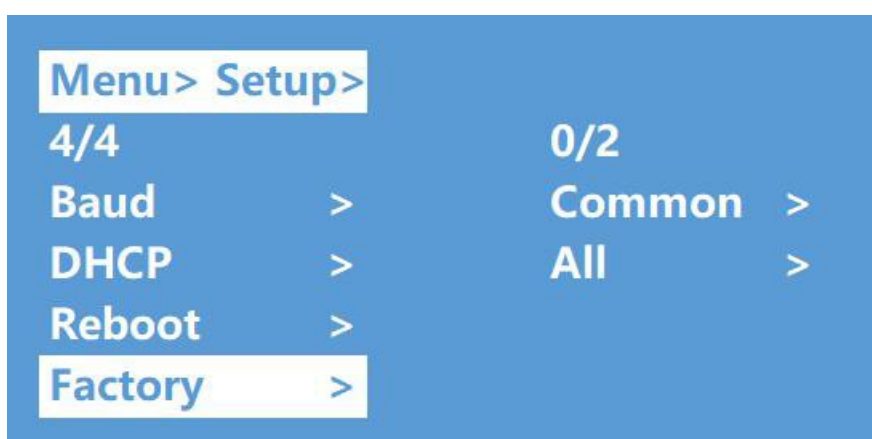 Menu> Setup>
4/4 0/2
Baud > Common >
DHCP > All >
Reboot >
Factory >